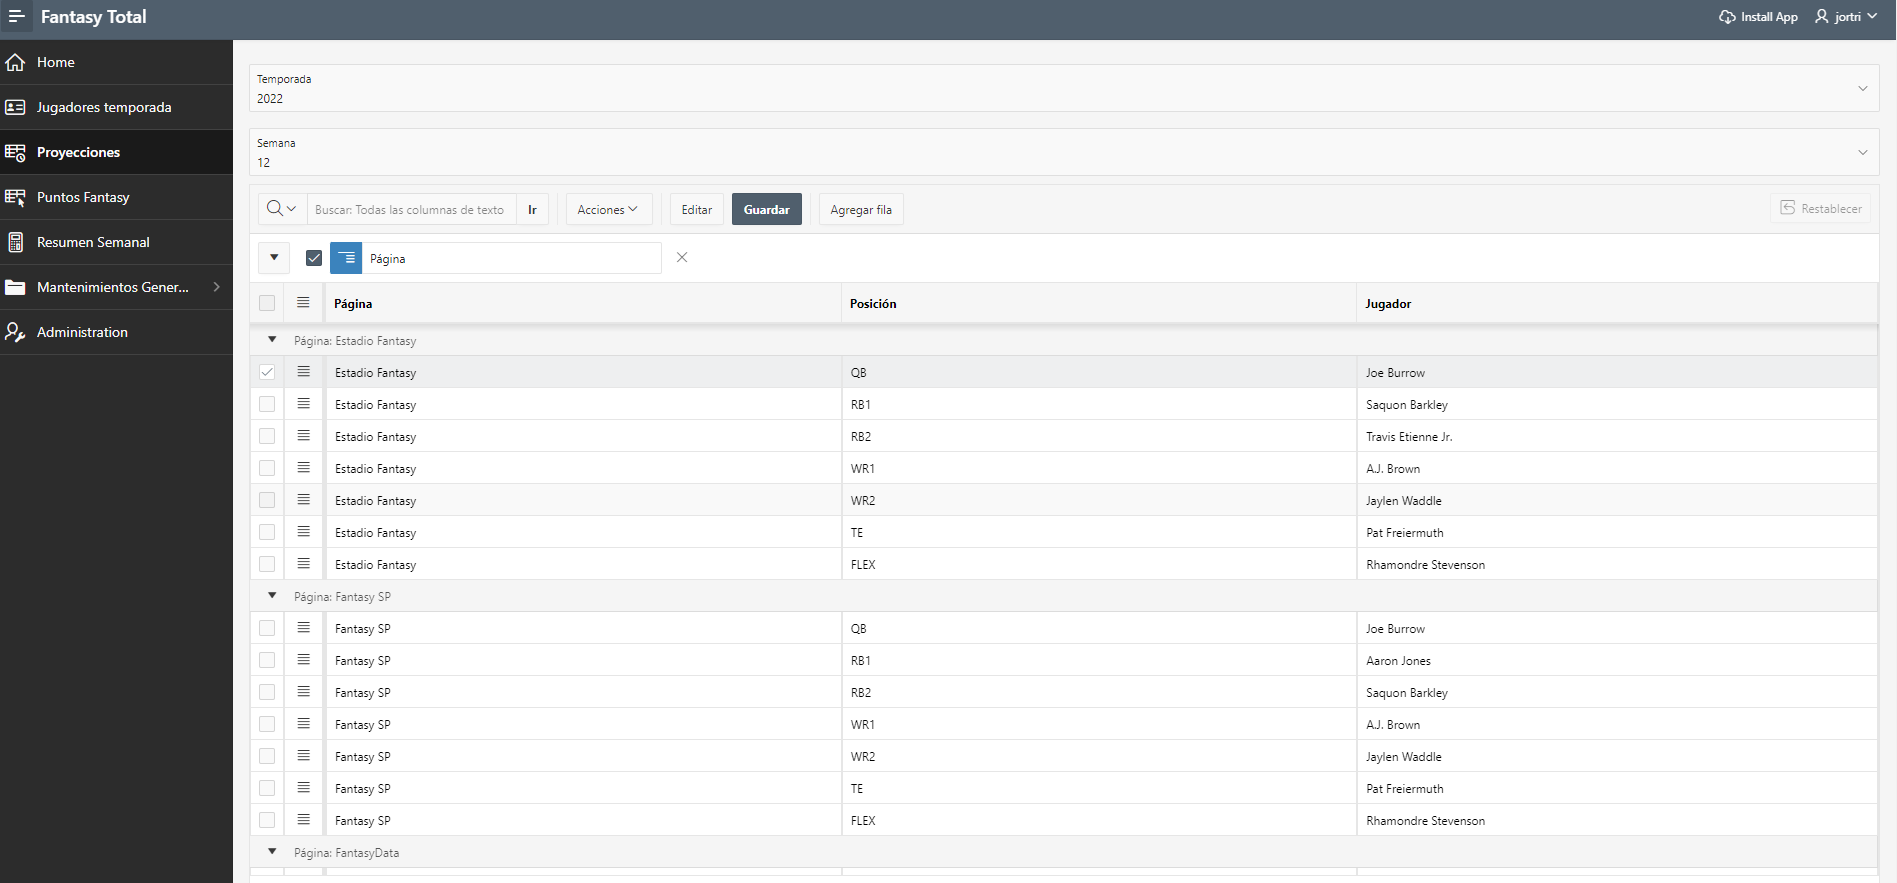 Fantasy Total
Install App
jortri
Home
Jugadores temporada
Proyecciones
Puntos Fantasy
Resumen Semanal
Mantenimientos Gener...
Administration
Temporada
2022
Semana
12
Buscar: Todas las columnas de texto
Ir
Acciones
Editar
Guardar
Agregar fila
Restablecer
Página
Página Posición Jugador
Página: Estadio Fantasy
Estadio Fantasy QB Joe Burrow
Estadio Fantasy RB1 Saquon Barkley
Estadio Fantasy RB2 Travis Etienne Jr.
Estadio Fantasy WR1 A.J. Brown
Estadio Fantasy WR2 Jaylen Waddle
Estadio Fantasy TE Pat Freiermuth
Estadio Fantasy FLEX Rhamondre Stevenson
Página: Fantasy SP
Fantasy SP QB Joe Burrow
Fantasy SP RB1 Aaron Jones
Fantasy SP RB2 Saquon Barkley
Fantasy SP WR1 A.J. Brown
Fantasy SP WR2 Jaylen Waddle
Fantasy SP TE Pat Freiermuth
Fantasy SP FLEX Rhamondre Stevenson
Página: FantasyData